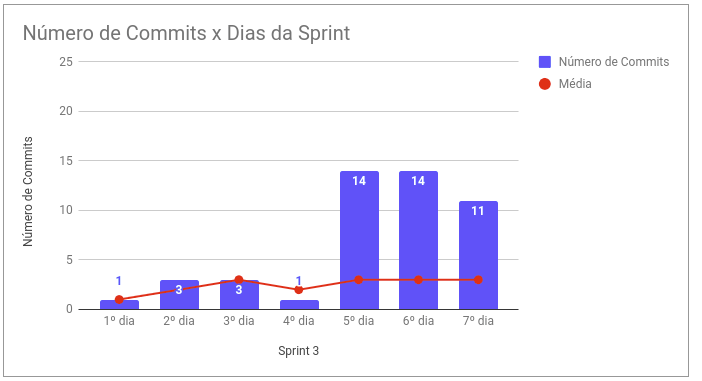 Número de Commits x Dias da Sprint
Número de Commits
Média
25
20
15
10
5
0
Número de Commits
1
3
3
1
14
14
11
1º dia
2º dia
3º dia
4º dia
5º dia
6º dia
7º dia
Sprint 3